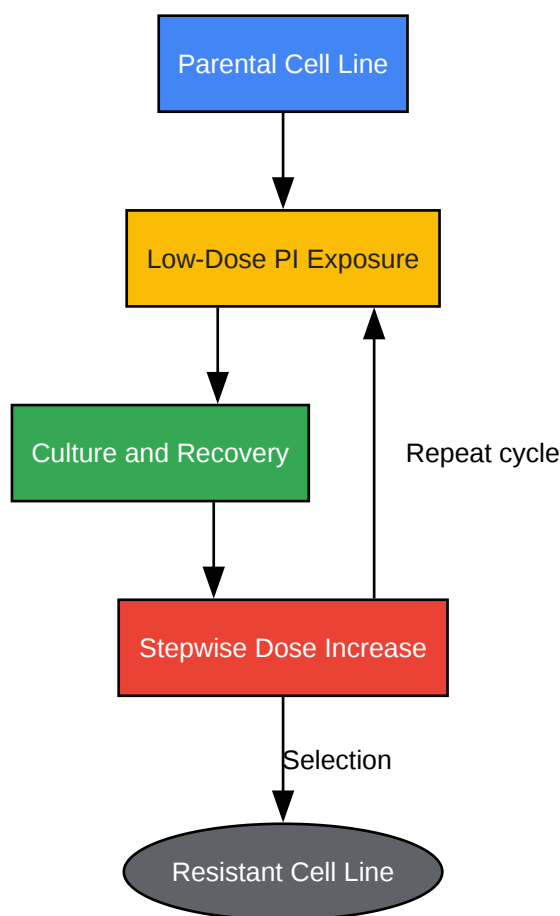 Parental Cell Line
Low-Dose PI Exposure
Culture and Recovery
Repeat cycle
Stepwise Dose Increase
Selection
Resistant Cell Line